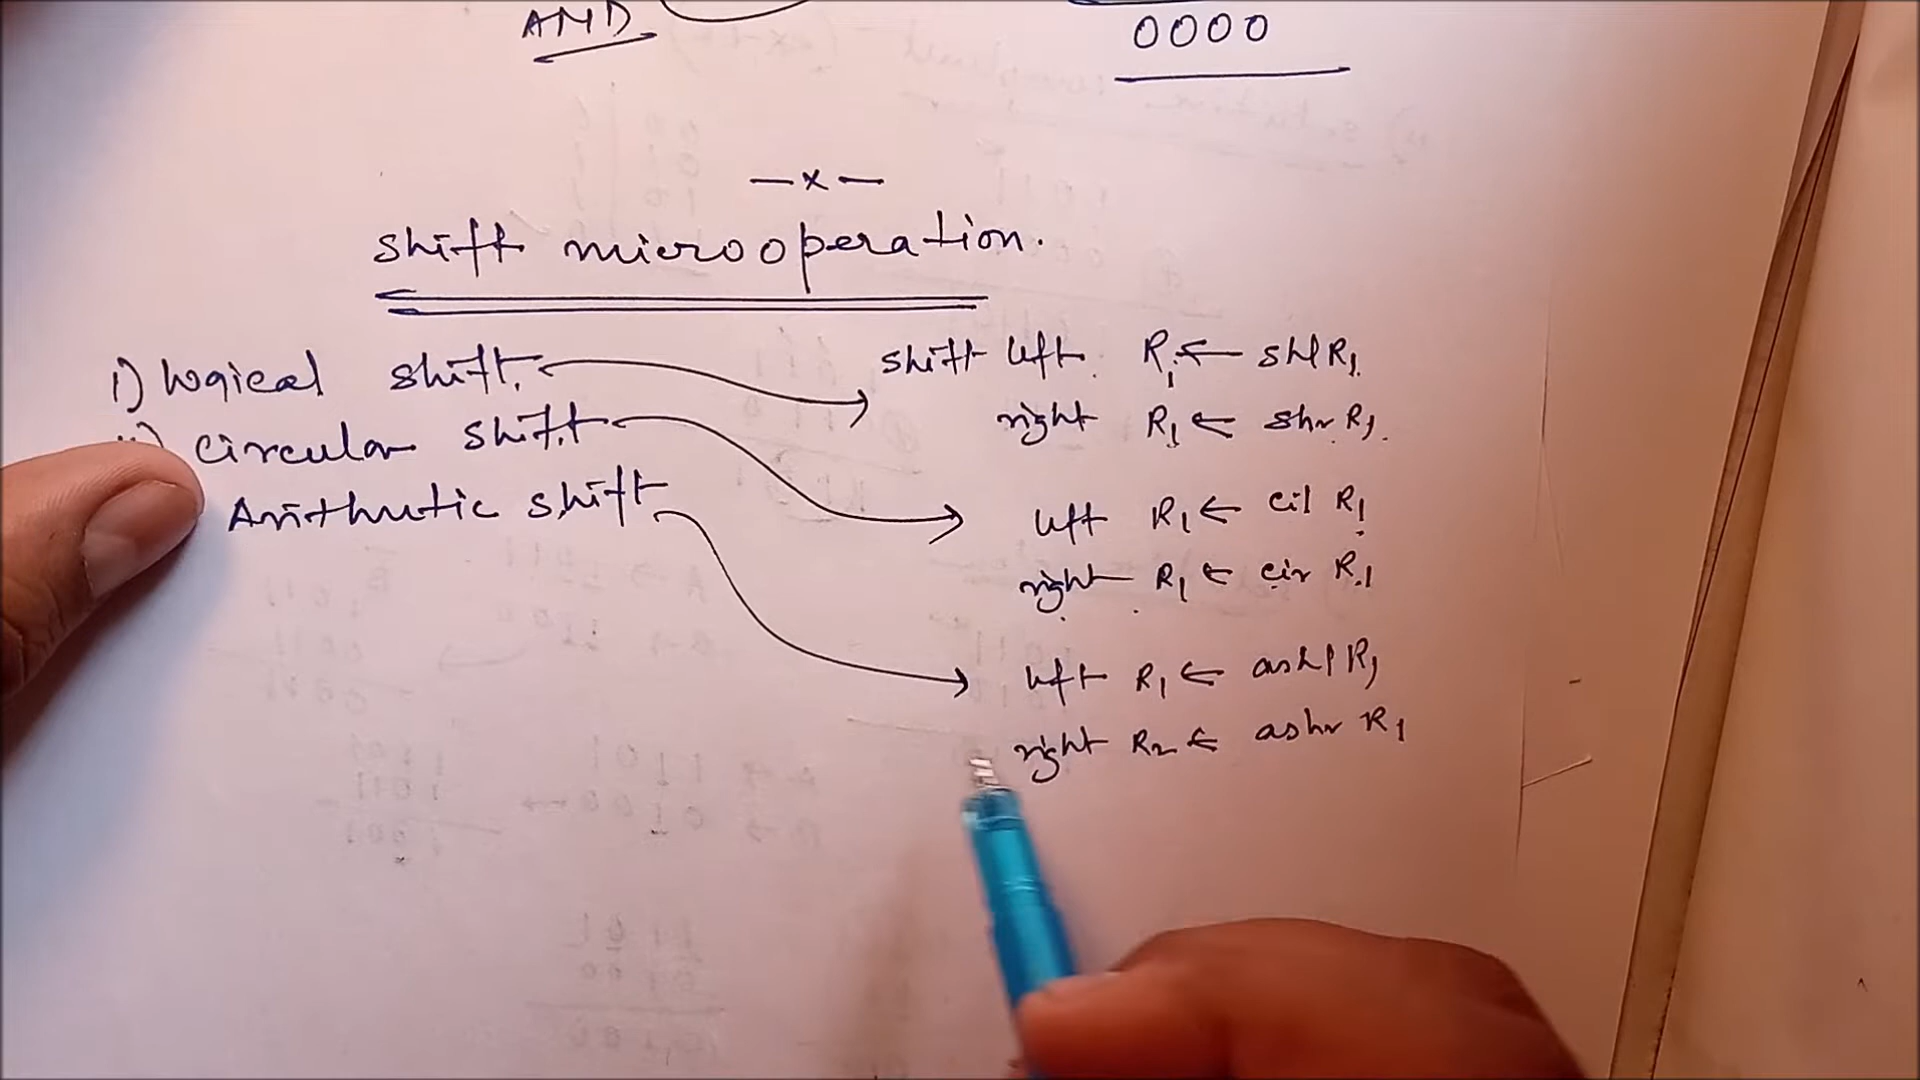 AND
0000
—x—
shift microoperation.
i) Logical shift.
circular shift
Arithmetic shift
shift left R1 ← shl R1
right R1 ← shr R1.
left R1 ← cil R1
right R1 ← cir R1
left R1 ← ashl R1
right R2 ← ashr R1